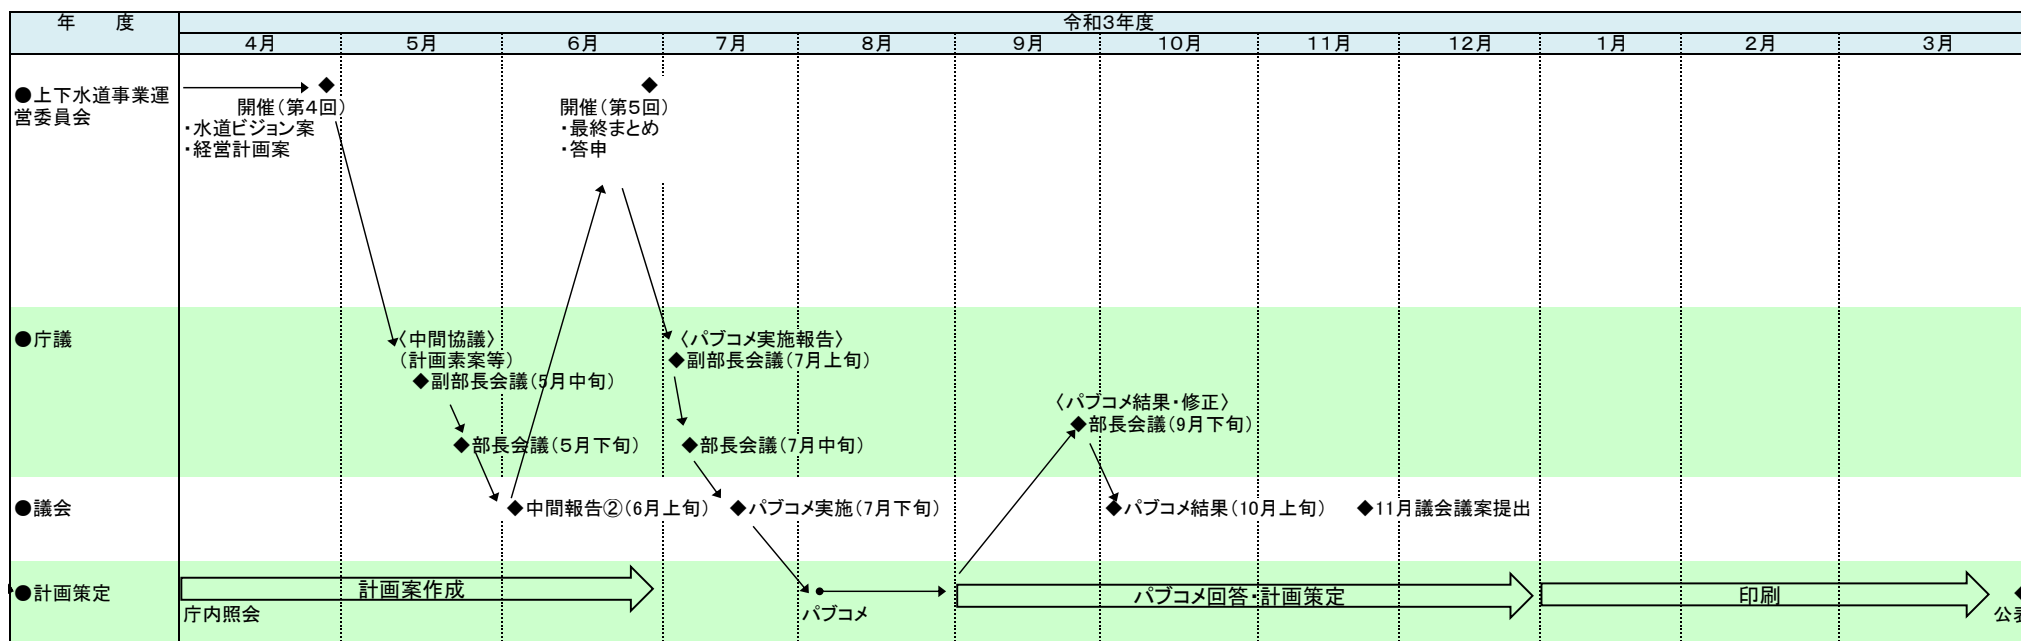 年　　度
令和3年度
4月
5月
6月
7月
8月
9月
10月
11月
12月
1月
2月
3月
●上下水道事業運
営委員会
開催(第4回)
・水道ビジョン案
・経営計画案
開催(第5回)
・最終まとめ
・答申
●庁議
〈中間協議〉
(計画素案等)
◆副部長会議(5月中旬)
◆部長会議(5月下旬)
〈パブコメ実施報告〉
◆副部長会議(7月上旬)
◆部長会議(7月中旬)
〈パブコメ結果・修正〉
◆部長会議(9月下旬)
●議会
◆中間報告②(6月上旬)
◆パブコメ実施(7月下旬)
◆パブコメ結果(10月上旬)
◆11月議会議案提出
●計画策定
計画案作成
庁内照会
パブコメ
パブコメ回答・計画策定
印刷
公表